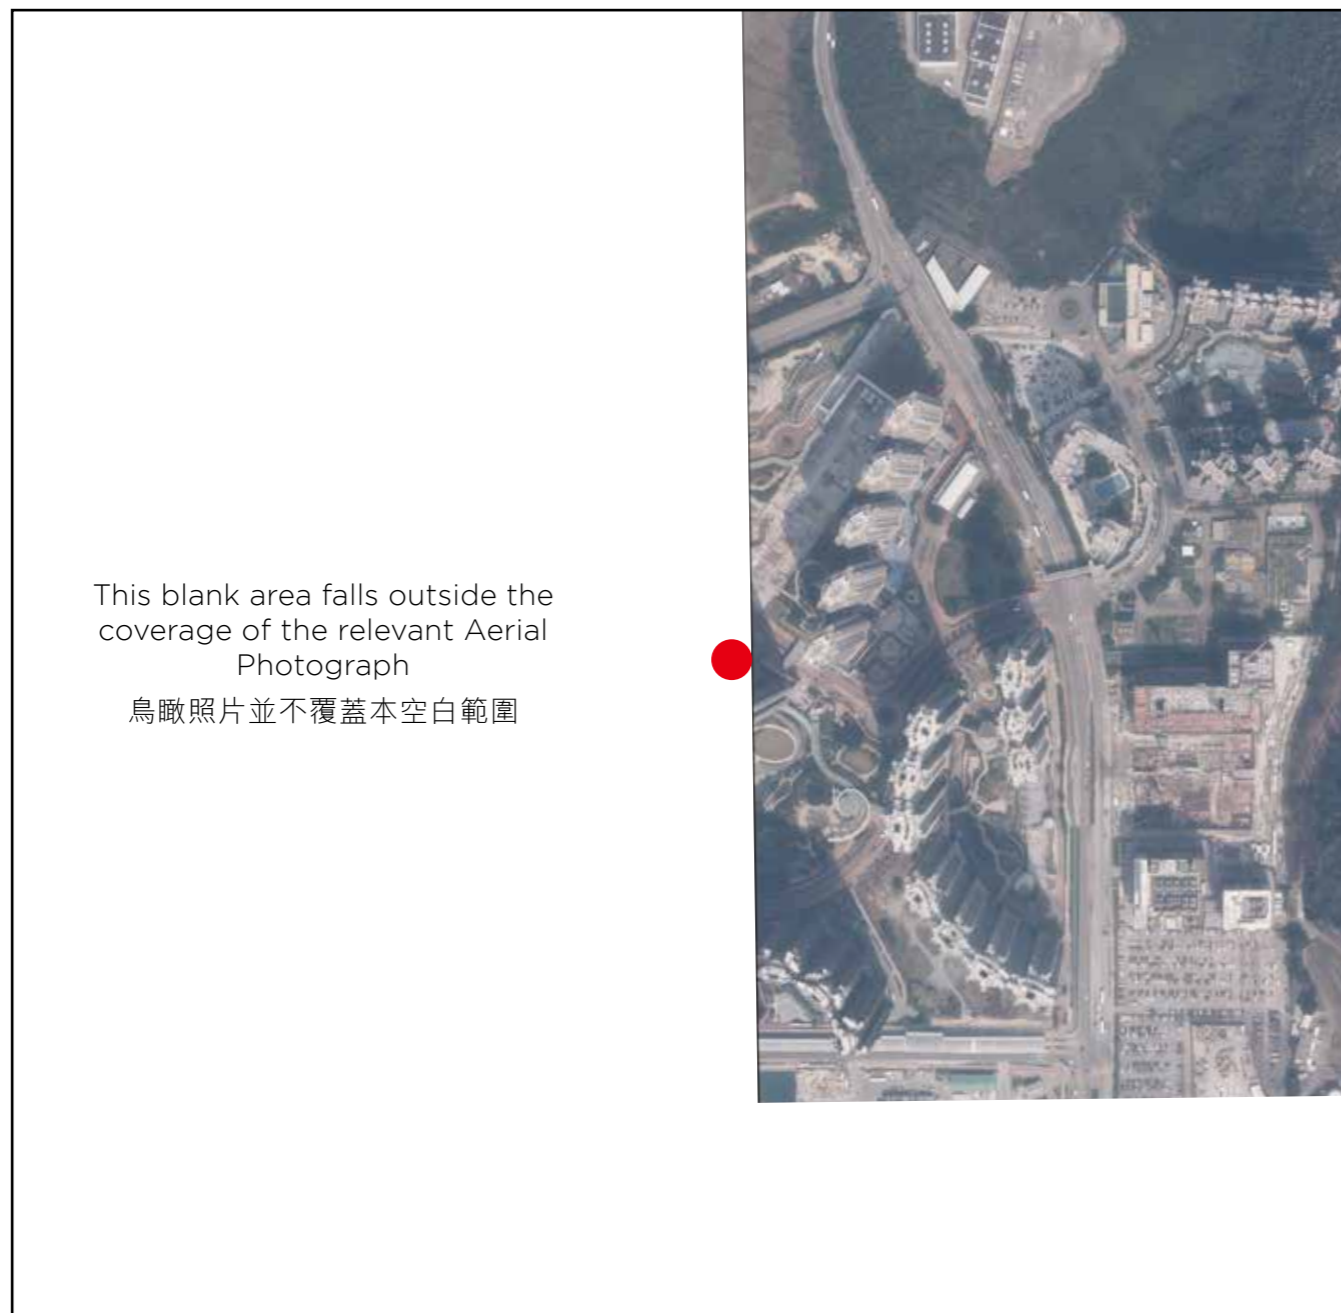 This blank area falls outside the
coverage of the relevant Aerial
Photograph
鳥瞰照片並不覆蓋本空白範圍